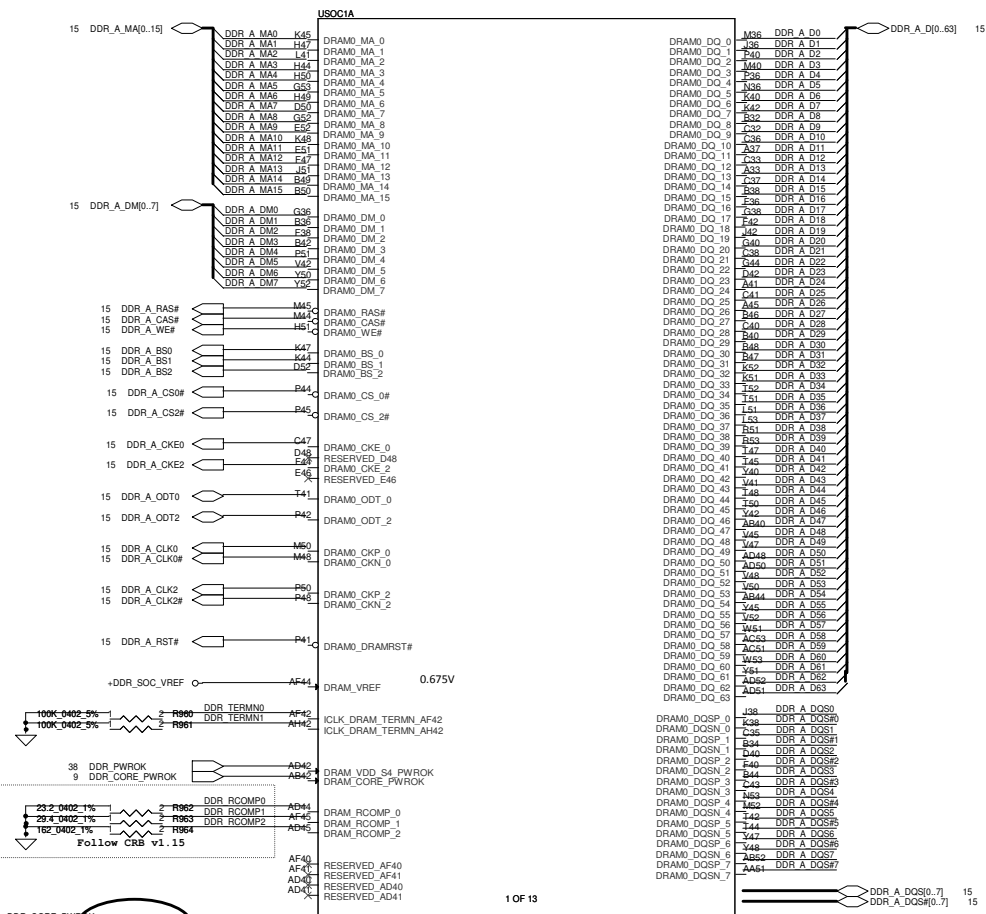 USOC1A
15 DDR_A_MA[0..15]
DDR_A_MA0 K45 DRAM0_MA_0
DDR_A_MA1 H47 DRAM0_MA_1
DDR_A_MA2 L41 DRAM0_MA_2
DDR_A_MA3 H44 DRAM0_MA_3
DDR_A_MA4 H50 DRAM0_MA_4
DDR_A_MA5 G53 DRAM0_MA_5
DDR_A_MA6 H49 DRAM0_MA_6
DDR_A_MA7 D50 DRAM0_MA_7
DDR_A_MA8 G52 DRAM0_MA_8
DDR_A_MA9 E52 DRAM0_MA_9
DDR_A_MA10 K48 DRAM0_MA_10
DDR_A_MA11 E51 DRAM0_MA_11
DDR_A_MA12 F47 DRAM0_MA_12
DDR_A_MA13 J51 DRAM0_MA_13
DDR_A_MA14 B49 DRAM0_MA_14
DDR_A_MA15 B50 DRAM0_MA_15
15 DDR_A_DM[0..7]
DDR_A_DM0 G36 DRAM0_DM_0
DDR_A_DM1 B36 DRAM0_DM_1
DDR_A_DM2 F38 DRAM0_DM_2
DDR_A_DM3 B42 DRAM0_DM_3
DDR_A_DM4 P51 DRAM0_DM_4
DDR_A_DM5 V42 DRAM0_DM_5
DDR_A_DM6 Y50 DRAM0_DM_6
DDR_A_DM7 Y52 DRAM0_DM_7
15 DDR_A_RAS# M45 DRAM0_RAS#
15 DDR_A_CAS# M44 DRAM0_CAS#
15 DDR_A_WE# H51 DRAM0_WE#
15 DDR_A_BS0 K47 DRAM0_BS_0
15 DDR_A_BS1 K44 DRAM0_BS_1
15 DDR_A_BS2 D52 DRAM0_BS_2
15 DDR_A_CS0# P44 DRAM0_CS_0#
15 DDR_A_CS2# P45 DRAM0_CS_2#
15 DDR_A_CKE0 C47 DRAM0_CKE_0
D48 RESERVED_D48
15 DDR_A_CKE2 F44 DRAM0_CKE_2
E46 RESERVED_E46
15 DDR_A_ODT0 T41 DRAM0_ODT_0
15 DDR_A_ODT2 P42 DRAM0_ODT_2
15 DDR_A_CLK0 M50 DRAM0_CKP_0
15 DDR_A_CLK0# M48 DRAM0_CKN_0
15 DDR_A_CLK2 P50 DRAM0_CKP_2
15 DDR_A_CLK2# P48 DRAM0_CKN_2
15 DDR_A_RST# P41 DRAM0_DRAMRST#
+DDR_SOC_VREF AF44 DRAM_VREF 0.675V
100K_0402_5% 1 2 R960 DDR_TERMN0 AF42 ICLK_DRAM_TERMN_AF42
100K_0402_5% 1 2 R961 DDR_TERMN1 AH42 ICLK_DRAM_TERMN_AH42
38 DDR_PWROK AD42 DRAM_VDD_S4_PWROK
9 DDR_CORE_PWROK AB42 DRAM_CORE_PWROK
23.2_0402_1% 1 2 R962 DDR_RCOMP0 AD44 DRAM_RCOMP_0
29.4_0402_1% 1 2 R963 DDR_RCOMP1 AF45 DRAM_RCOMP_1
162_0402_1% 1 2 R964 DDR_RCOMP2 AD45 DRAM_RCOMP_2
Follow CRB v1.15
AF40 RESERVED_AF40
AF41 RESERVED_AF41
AD40 RESERVED_AD40
AD41 RESERVED_AD41
1 OF 13
DRAM0_DQ_0 M36 DDR_A_D0
DRAM0_DQ_1 J36 DDR_A_D1
DRAM0_DQ_2 P40 DDR_A_D2
DRAM0_DQ_3 M40 DDR_A_D3
DRAM0_DQ_4 P36 DDR_A_D4
DRAM0_DQ_5 N36 DDR_A_D5
DRAM0_DQ_6 K40 DDR_A_D6
DRAM0_DQ_7 K42 DDR_A_D7
DRAM0_DQ_8 B32 DDR_A_D8
DRAM0_DQ_9 C32 DDR_A_D9
DRAM0_DQ_10 C36 DDR_A_D10
DRAM0_DQ_11 A37 DDR_A_D11
DRAM0_DQ_12 C33 DDR_A_D12
DRAM0_DQ_13 A33 DDR_A_D13
DRAM0_DQ_14 C37 DDR_A_D14
DRAM0_DQ_15 B38 DDR_A_D15
DRAM0_DQ_16 F36 DDR_A_D16
DRAM0_DQ_17 G38 DDR_A_D17
DRAM0_DQ_18 F42 DDR_A_D18
DRAM0_DQ_19 J42 DDR_A_D19
DRAM0_DQ_20 G40 DDR_A_D20
DRAM0_DQ_21 C38 DDR_A_D21
DRAM0_DQ_22 G44 DDR_A_D22
DRAM0_DQ_23 D42 DDR_A_D23
DRAM0_DQ_24 A41 DDR_A_D24
DRAM0_DQ_25 C41 DDR_A_D25
DRAM0_DQ_26 A45 DDR_A_D26
DRAM0_DQ_27 B46 DDR_A_D27
DRAM0_DQ_28 C40 DDR_A_D28
DRAM0_DQ_29 B40 DDR_A_D29
DRAM0_DQ_30 B48 DDR_A_D30
DRAM0_DQ_31 B47 DDR_A_D31
DRAM0_DQ_32 K52 DDR_A_D32
DRAM0_DQ_33 K51 DDR_A_D33
DRAM0_DQ_34 T52 DDR_A_D34
DRAM0_DQ_35 T51 DDR_A_D35
DRAM0_DQ_36 L51 DDR_A_D36
DRAM0_DQ_37 L53 DDR_A_D37
DRAM0_DQ_38 R51 DDR_A_D38
DRAM0_DQ_39 R53 DDR_A_D39
DRAM0_DQ_40 T47 DDR_A_D40
DRAM0_DQ_41 T45 DDR_A_D41
DRAM0_DQ_42 Y40 DDR_A_D42
DRAM0_DQ_43 V41 DDR_A_D43
DRAM0_DQ_44 T48 DDR_A_D44
DRAM0_DQ_45 T50 DDR_A_D45
DRAM0_DQ_46 Y42 DDR_A_D46
DRAM0_DQ_47 AB40 DDR_A_D47
DRAM0_DQ_48 V45 DDR_A_D48
DRAM0_DQ_49 V47 DDR_A_D49
DRAM0_DQ_50 AD48 DDR_A_D50
DRAM0_DQ_51 AD50 DDR_A_D51
DRAM0_DQ_52 V48 DDR_A_D52
DRAM0_DQ_53 V50 DDR_A_D53
DRAM0_DQ_54 AB44 DDR_A_D54
DRAM0_DQ_55 Y45 DDR_A_D55
DRAM0_DQ_56 V52 DDR_A_D56
DRAM0_DQ_57 W51 DDR_A_D57
DRAM0_DQ_58 AC53 DDR_A_D58
DRAM0_DQ_59 AC51 DDR_A_D59
DRAM0_DQ_60 W53 DDR_A_D60
DRAM0_DQ_61 Y51 DDR_A_D61
DRAM0_DQ_62 AD52 DDR_A_D62
DRAM0_DQ_63 AD51 DDR_A_D63
DDR_A_D[0..63] 15
DRAM0_DQSP_0 J38 DDR_A_DQS0
DRAM0_DQSN_0 K38 DDR_A_DQS#0
DRAM0_DQSP_1 C35 DDR_A_DQS1
DRAM0_DQSN_1 B34 DDR_A_DQS#1
DRAM0_DQSP_2 D40 DDR_A_DQS2
DRAM0_DQSN_2 F40 DDR_A_DQS#2
DRAM0_DQSP_3 B44 DDR_A_DQS3
DRAM0_DQSN_3 C43 DDR_A_DQS#3
DRAM0_DQSP_4 N53 DDR_A_DQS4
DRAM0_DQSN_4 M52 DDR_A_DQS#4
DRAM0_DQSP_5 T42 DDR_A_DQS5
DRAM0_DQSN_5 T44 DDR_A_DQS#5
DRAM0_DQSP_6 Y47 DDR_A_DQS6
DRAM0_DQSN_6 Y48 DDR_A_DQS#6
DRAM0_DQSP_7 AB52 DDR_A_DQS7
DRAM0_DQSN_7 AA51 DDR_A_DQS#7
DDR_A_DQS[0..7] 15
DDR_A_DQS#[0..7] 15